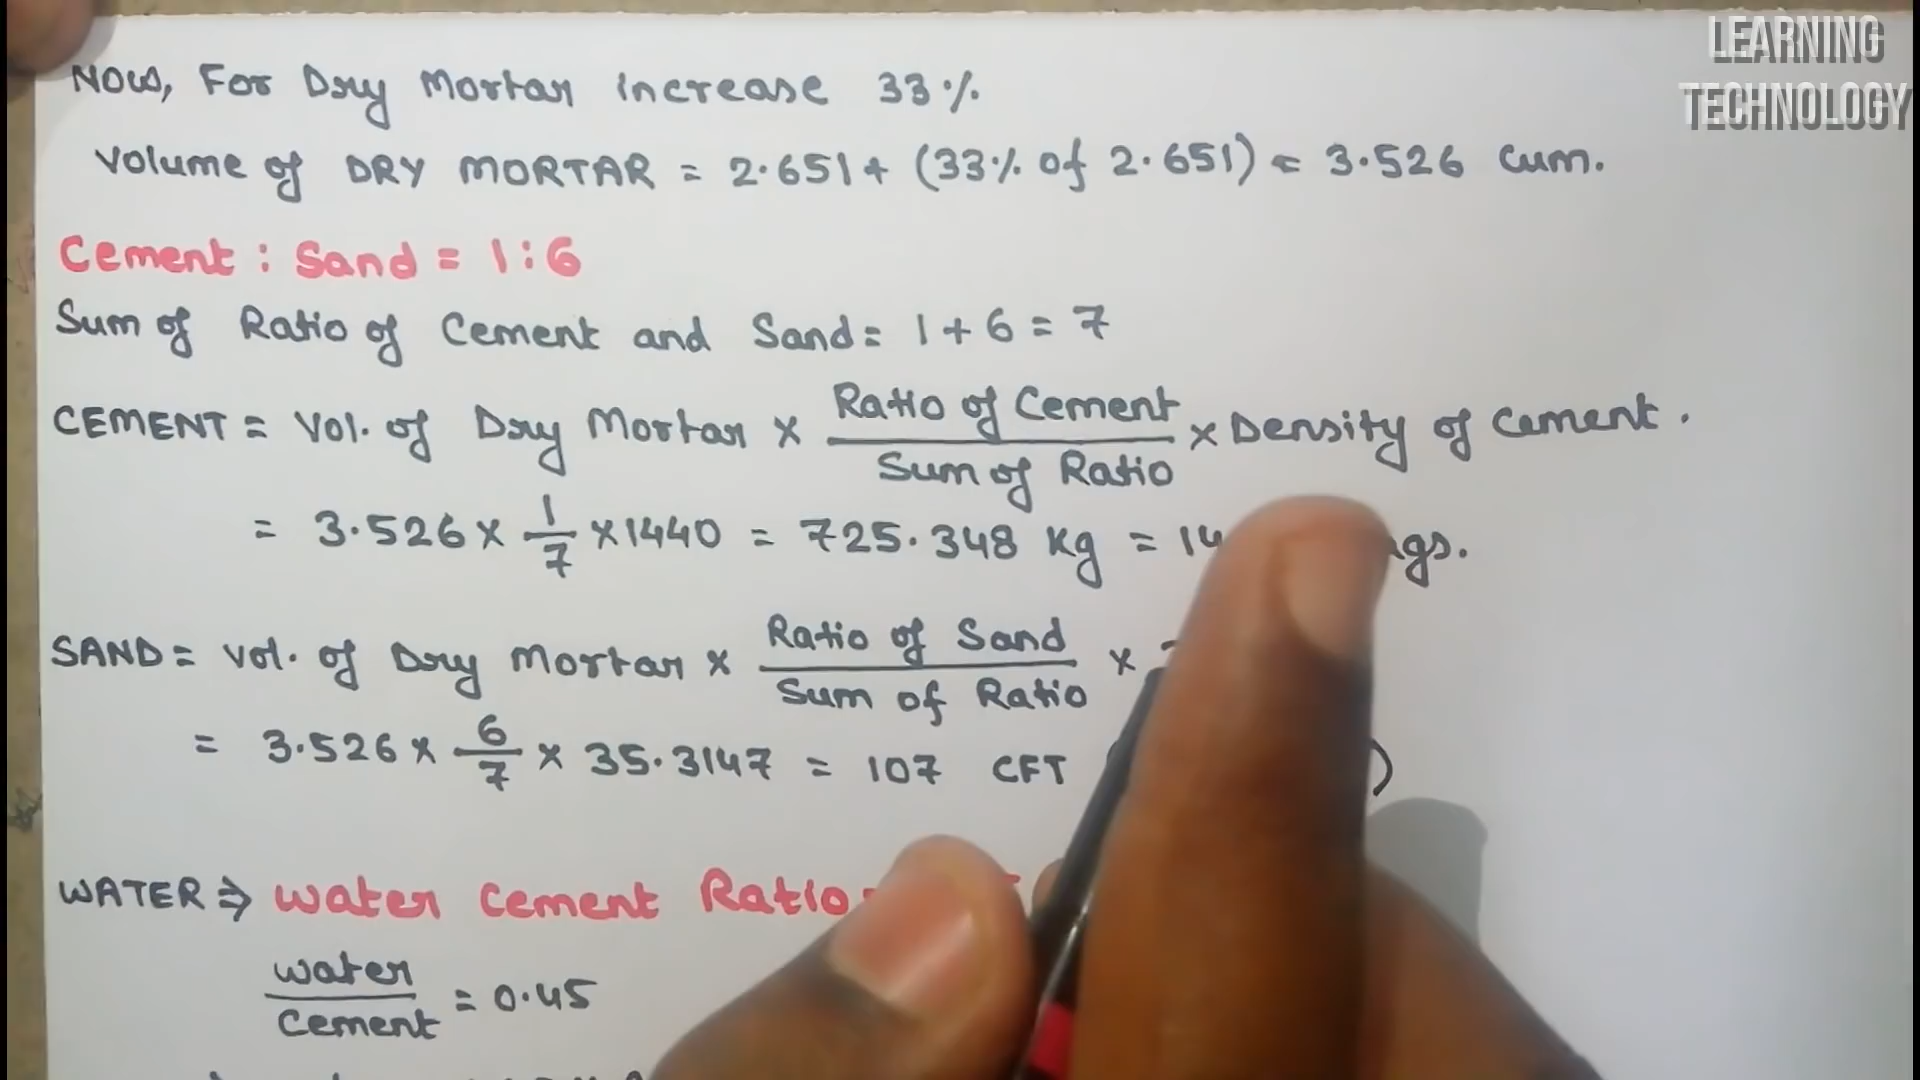 LEARNING
TECHNOLOGY
Now, For Dry Mortar increase 33%
Volume of DRY MORTAR = 2.651 + (33% of 2.651) = 3.526 cum.
Cement : Sand = 1:6
Sum of Ratio of Cement and Sand = 1 + 6 = 7
CEMENT = Vol. of Dry Mortar × Ratio of Cement / Sum of Ratio × Density of Cement.
= 3.526 × 1/7 × 1440 = 725.348 kg =
SAND = Vol. of Dry Mortar × Ratio of Sand / Sum of Ratio ×
= 3.526 × 6/7 × 35.3147 = 107 CFT
WATER ⇒ Water Cement Ratio
Water / Cement = 0.45